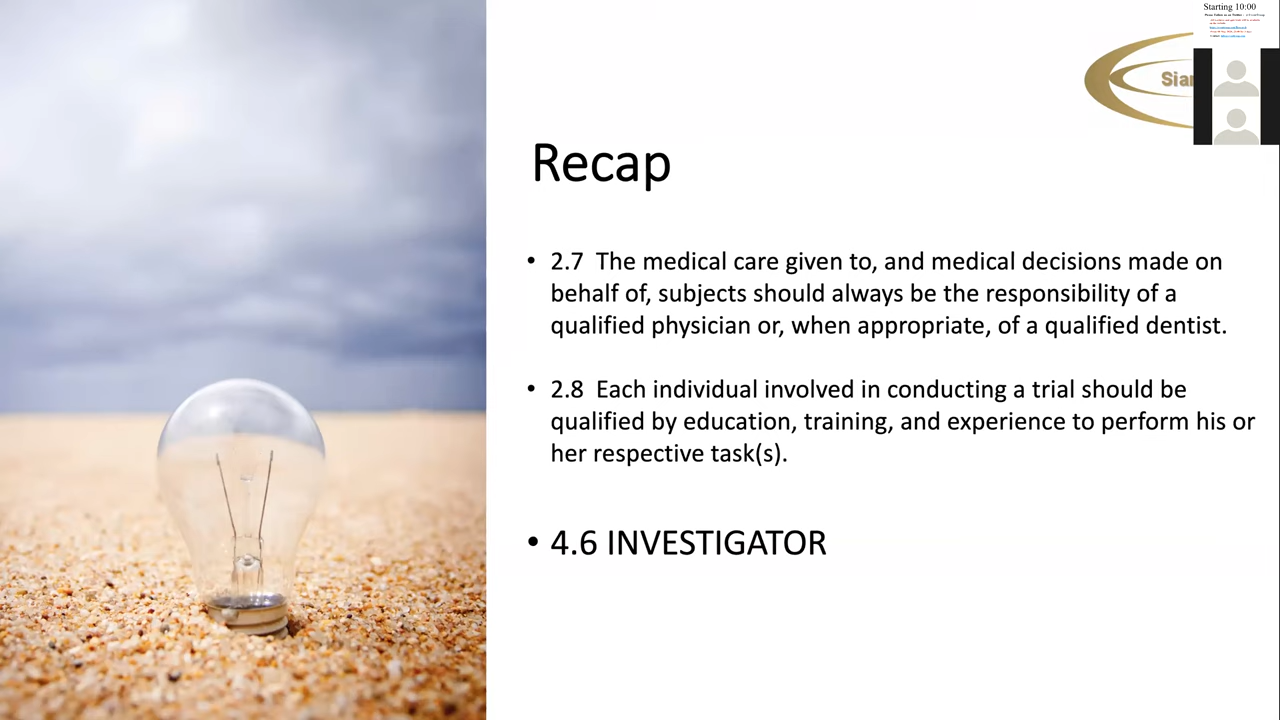 Starting 10:00
Recap
• 2.7 The medical care given to, and medical decisions made on
behalf of, subjects should always be the responsibility of a
qualified physician or, when appropriate, of a qualified dentist.
• 2.8 Each individual involved in conducting a trial should be
qualified by education, training, and experience to perform his or
her respective task(s).
• 4.6 INVESTIGATOR